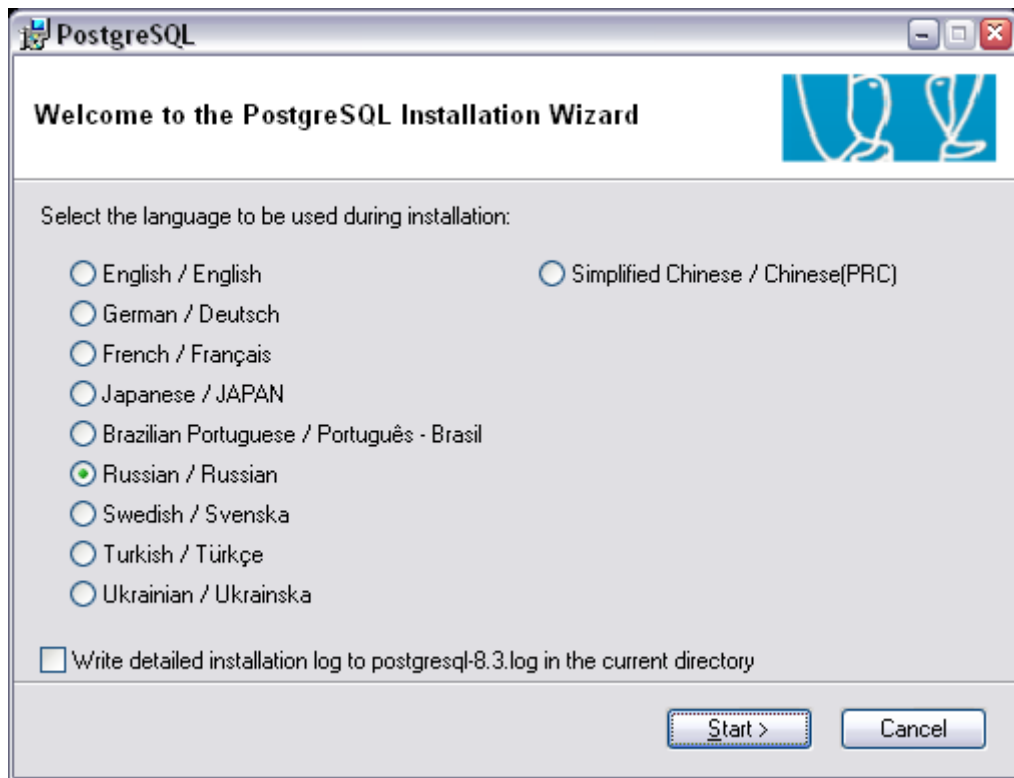 PostgreSQL
Welcome to the PostgreSQL Installation Wizard
Select the language to be used during installation:
English / English
Simplified Chinese / Chinese(PRC)
German / Deutsch
French / Français
Japanese / JAPAN
Brazilian Portuguese / Português - Brasil
Russian / Russian
Swedish / Svenska
Turkish / Türkçe
Ukrainian / Ukrainska
Write detailed installation log to postgresql-8.3.log in the current directory
Start >
Cancel